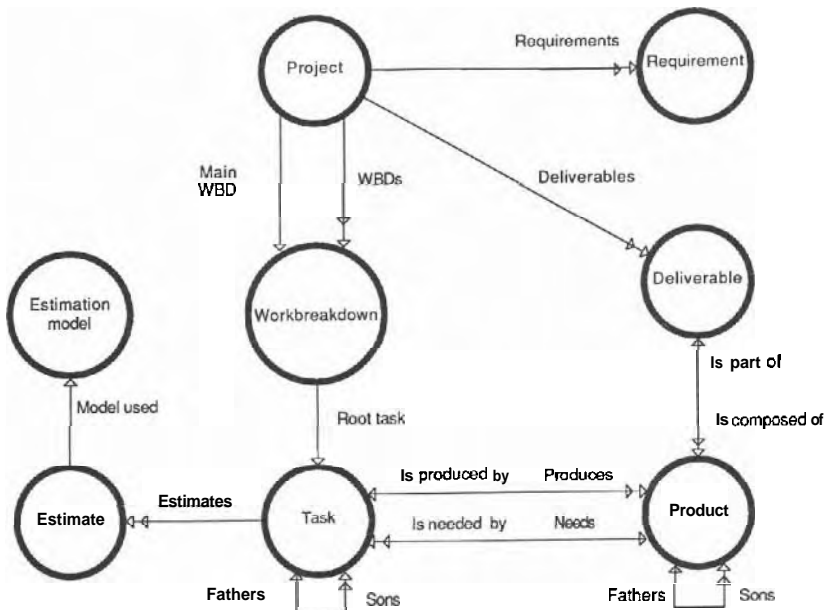 Requirements
Project
Requirement
Main
WBD
WBDs
Deliverables
Deliverable
Estimation
model
Workbreakdown
Is part of
Model used
Root task
Is composed of
Is produced by
Produces
Estimates
Estimate
Task
Product
Is needed by
Needs
Fathers
Sons
Fathers
Sons